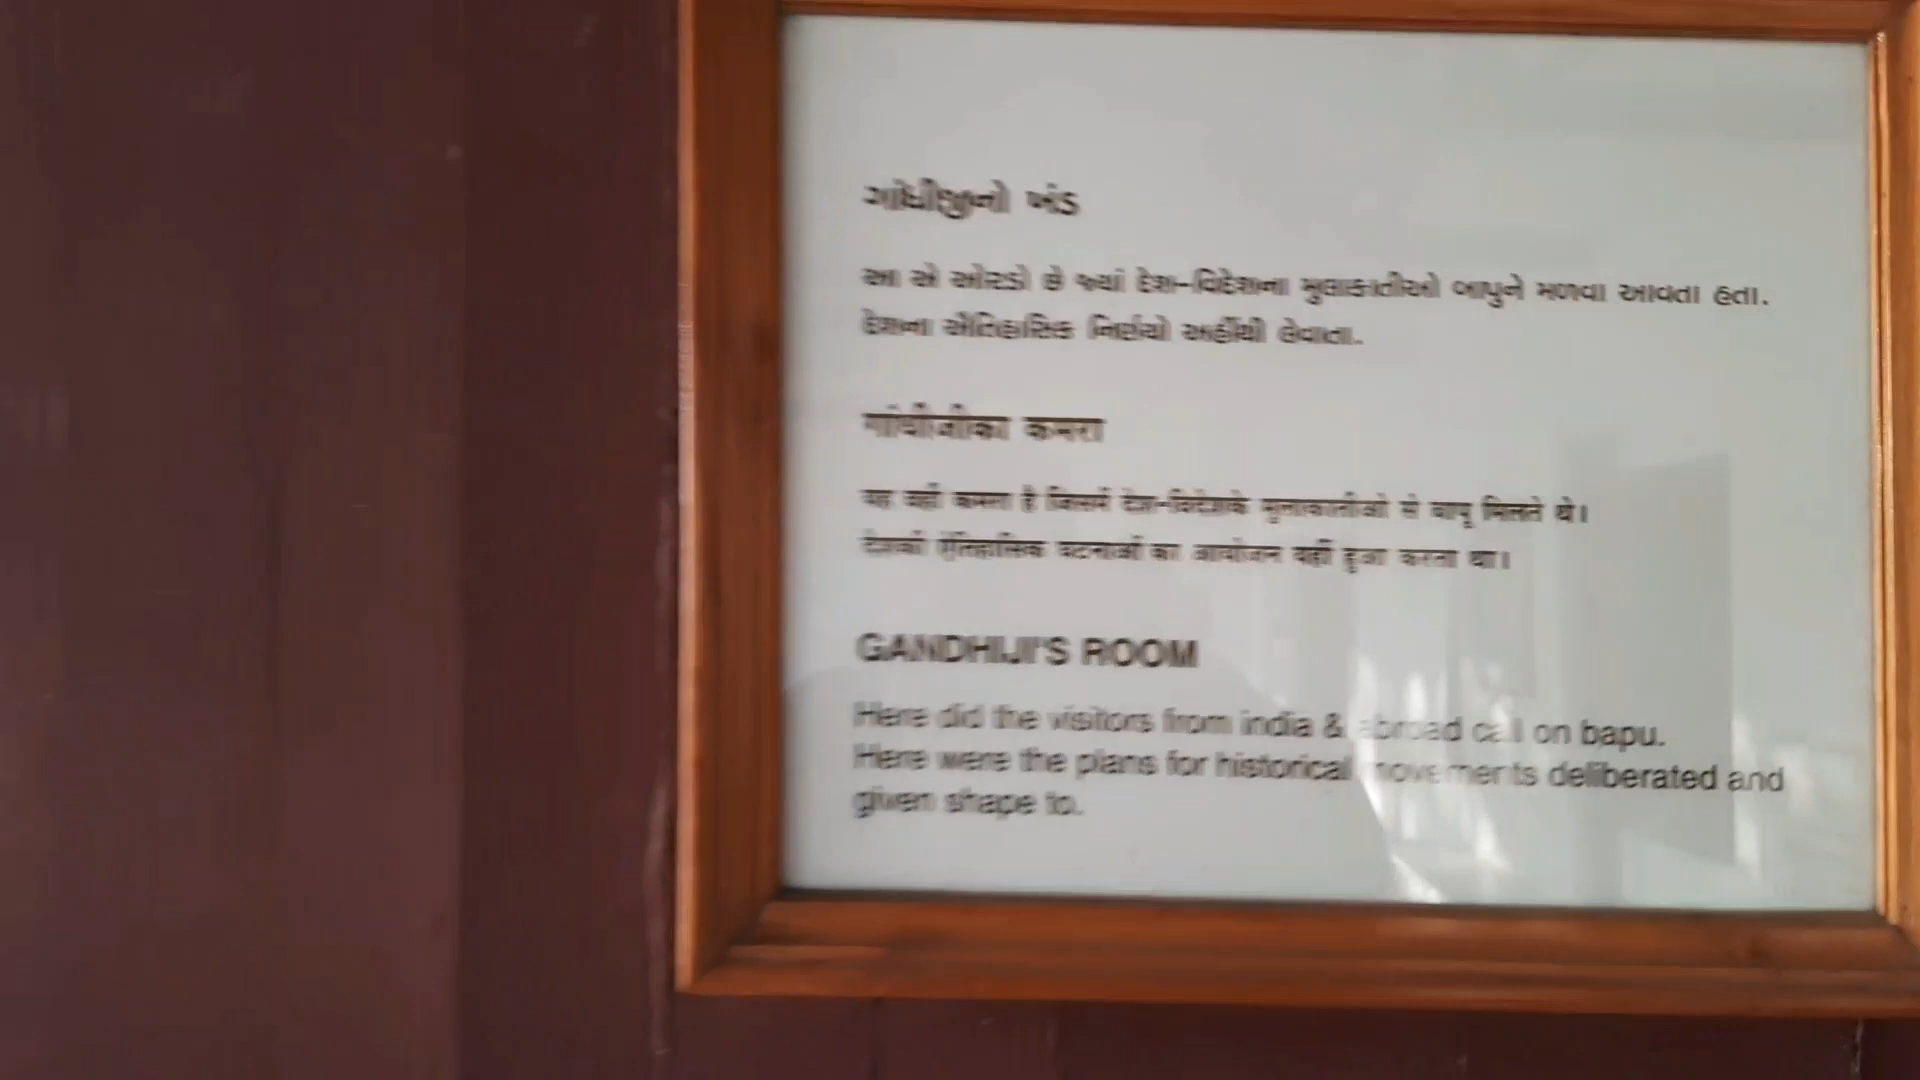 ગાંધીજીનો ખંડ
આ એ ઓરડો છે જ્યાં દેશ-વિદેશના મુલાકાતીઓ બાપુને મળવા આવતા હતા.
દેશના ઐતિહાસિક નિર્ણયો અહીંથી લેવાતા.
गांधीजीका कमरा
यह वही कमरा है जिसमें देश-विदेशके मुलाकातीओ से बापू मिलते थे।
देशकी ऐतिहासिक घटनाओं का आयोजन यहीं हुआ करता था।
GANDHIJI'S ROOM
Here did the visitors from india & abroad call on bapu.
Here were the plans for historical movements deliberated and
given shape to.